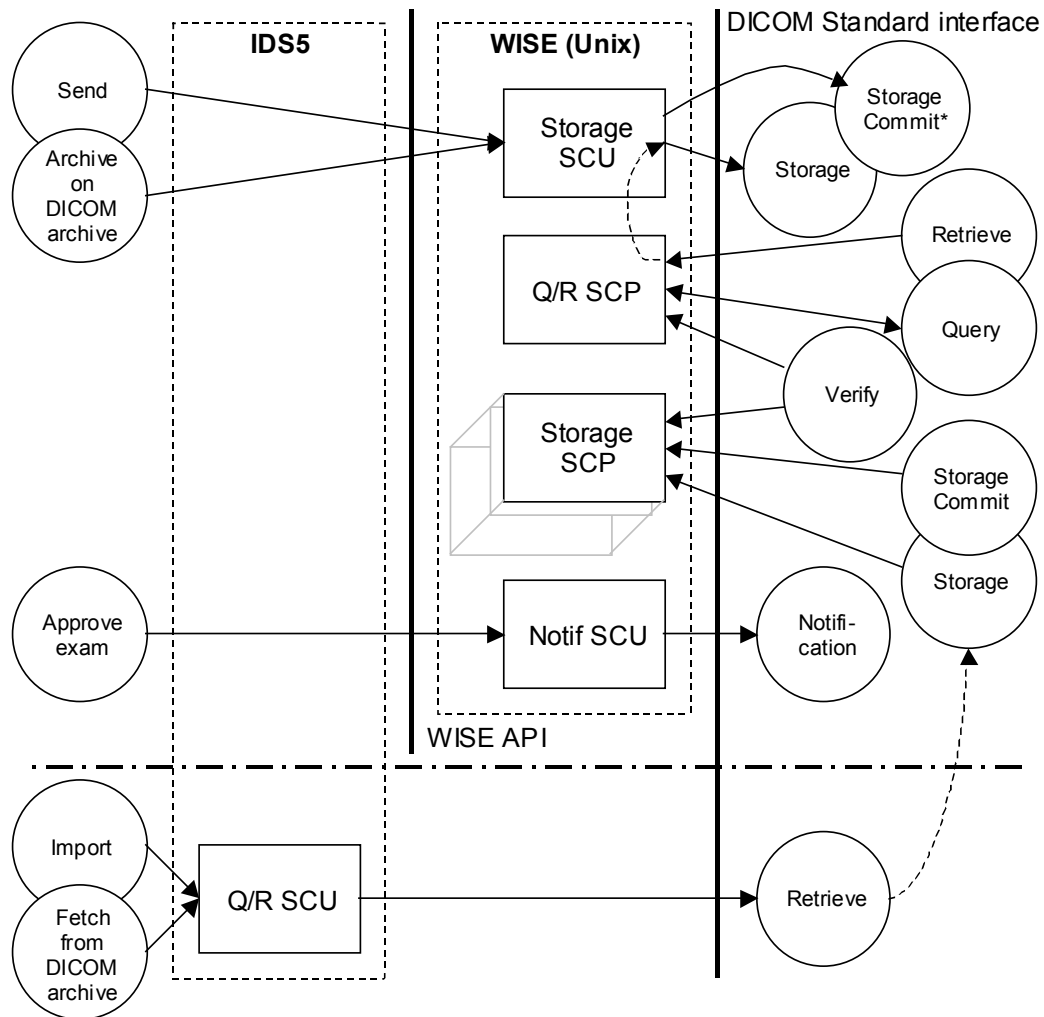 DICOM Standard interface
IDS5
WISE (Unix)
Send
Storage
SCU
Storage
Commit*
Storage
Archive
on
DICOM
archive
Retrieve
Q/R SCP
Query
Verify
Storage
SCP
Storage
Commit
Storage
Approve
exam
Notif SCU
Notifi-
cation
WISE API
Import
Q/R SCU
Retrieve
Fetch
from
DICOM
archive